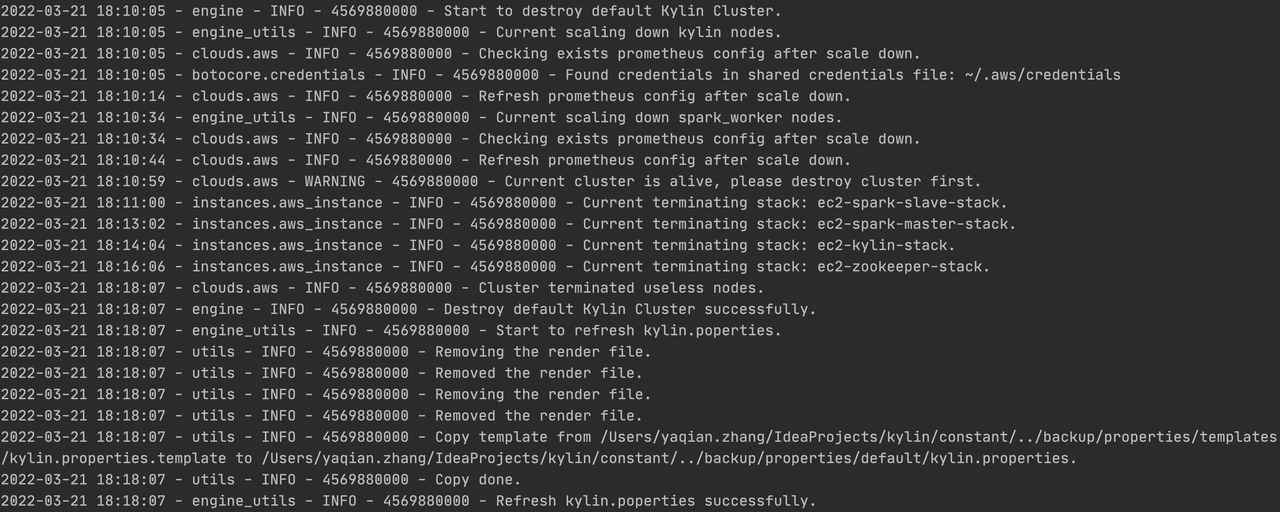 2022-03-21 18:10:05 - engine - INFO - 4569880000 - Start to destroy default Kylin Cluster.
2022-03-21 18:10:05 - engine_utils - INFO - 4569880000 - Current scaling down kylin nodes.
2022-03-21 18:10:05 - clouds.aws - INFO - 4569880000 - Checking exists prometheus config after scale down.
2022-03-21 18:10:05 - botocore.credentials - INFO - 4569880000 - Found credentials in shared credentials file: ~/.aws/credentials
2022-03-21 18:10:14 - clouds.aws - INFO - 4569880000 - Refresh prometheus config after scale down.
2022-03-21 18:10:34 - engine_utils - INFO - 4569880000 - Current scaling down spark_worker nodes.
2022-03-21 18:10:34 - clouds.aws - INFO - 4569880000 - Checking exists prometheus config after scale down.
2022-03-21 18:10:44 - clouds.aws - INFO - 4569880000 - Refresh prometheus config after scale down.
2022-03-21 18:10:59 - clouds.aws - WARNING - 4569880000 - Current cluster is alive, please destroy cluster first.
2022-03-21 18:11:00 - instances.aws_instance - INFO - 4569880000 - Current terminating stack: ec2-spark-slave-stack.
2022-03-21 18:13:02 - instances.aws_instance - INFO - 4569880000 - Current terminating stack: ec2-spark-master-stack.
2022-03-21 18:14:04 - instances.aws_instance - INFO - 4569880000 - Current terminating stack: ec2-kylin-stack.
2022-03-21 18:16:06 - instances.aws_instance - INFO - 4569880000 - Current terminating stack: ec2-zookeeper-stack.
2022-03-21 18:18:07 - clouds.aws - INFO - 4569880000 - Cluster terminated useless nodes.
2022-03-21 18:18:07 - engine - INFO - 4569880000 - Destroy default Kylin Cluster successfully.
2022-03-21 18:18:07 - engine_utils - INFO - 4569880000 - Start to refresh kylin.poperties.
2022-03-21 18:18:07 - utils - INFO - 4569880000 - Removing the render file.
2022-03-21 18:18:07 - utils - INFO - 4569880000 - Removed the render file.
2022-03-21 18:18:07 - utils - INFO - 4569880000 - Removing the render file.
2022-03-21 18:18:07 - utils - INFO - 4569880000 - Removed the render file.
2022-03-21 18:18:07 - utils - INFO - 4569880000 - Copy template from /Users/yaqian.zhang/IdeaProjects/kylin/constant/../backup/properties/templates
/kylin.properties.template to /Users/yaqian.zhang/IdeaProjects/kylin/constant/../backup/properties/default/kylin.properties.
2022-03-21 18:18:07 - utils - INFO - 4569880000 - Copy done.
2022-03-21 18:18:07 - engine_utils - INFO - 4569880000 - Refresh kylin.poperties successfully.